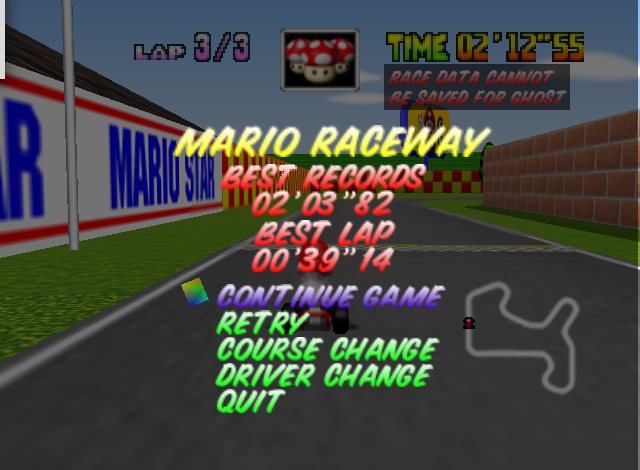 LAP 3/3
TIME 02'12"55
RACE DATA CANNOT
BE SAVED FOR GHOST
MARIO RACEWAY
BEST RECORDS
02'03"82
BEST LAP
00'39"14
CONTINUE GAME
RETRY
COURSE CHANGE
DRIVER CHANGE
QUIT
AR
MARIO STAR